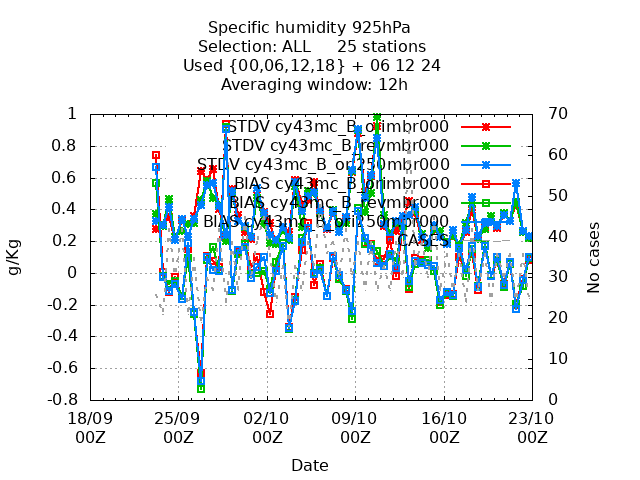 Specific humidity 925hPa
Selection: ALL 25 stations
Used {00,06,12,18} + 06 12 24
Averaging window: 12h
STDV cy43mc_B_orimbr000
STDV cy43mc_B_revmbr000
STDV cy43mc_B_ori250mbr000
BIAS cy43mc_B_orimbr000
BIAS cy43mc_B_revmbr000
BIAS cy43mc_B_ori250mbr000
CASES
1
0.8
0.6
0.4
0.2
0
-0.2
-0.4
-0.6
-0.8
g/Kg
70
60
50
40
30
20
10
0
No cases
18/09 25/09 02/10 09/10 16/10 23/10
00Z 00Z 00Z 00Z 00Z 00Z
Date